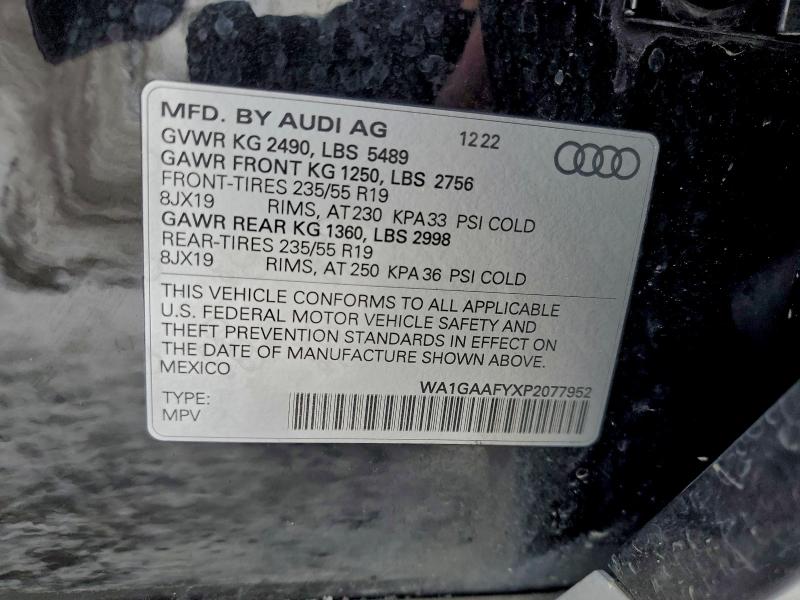 MFD. BY AUDI AG 12 22
GVWR KG 2490, LBS 5489
GAWR FRONT KG 1250, LBS 2756
FRONT-TIRES 235/55 R19
8JX19 RIMS, AT 230 KPA 33 PSI COLD
GAWR REAR KG 1360, LBS 2998
REAR-TIRES 235/55 R19
8JX19 RIMS, AT 250 KPA 36 PSI COLD
THIS VEHICLE CONFORMS TO ALL APPLICABLE
U.S. FEDERAL MOTOR VEHICLE SAFETY AND
THEFT PREVENTION STANDARDS IN EFFECT ON
THE DATE OF MANUFACTURE SHOWN ABOVE.
MEXICO
WA1GAAFYXP2077952
TYPE:
MPV